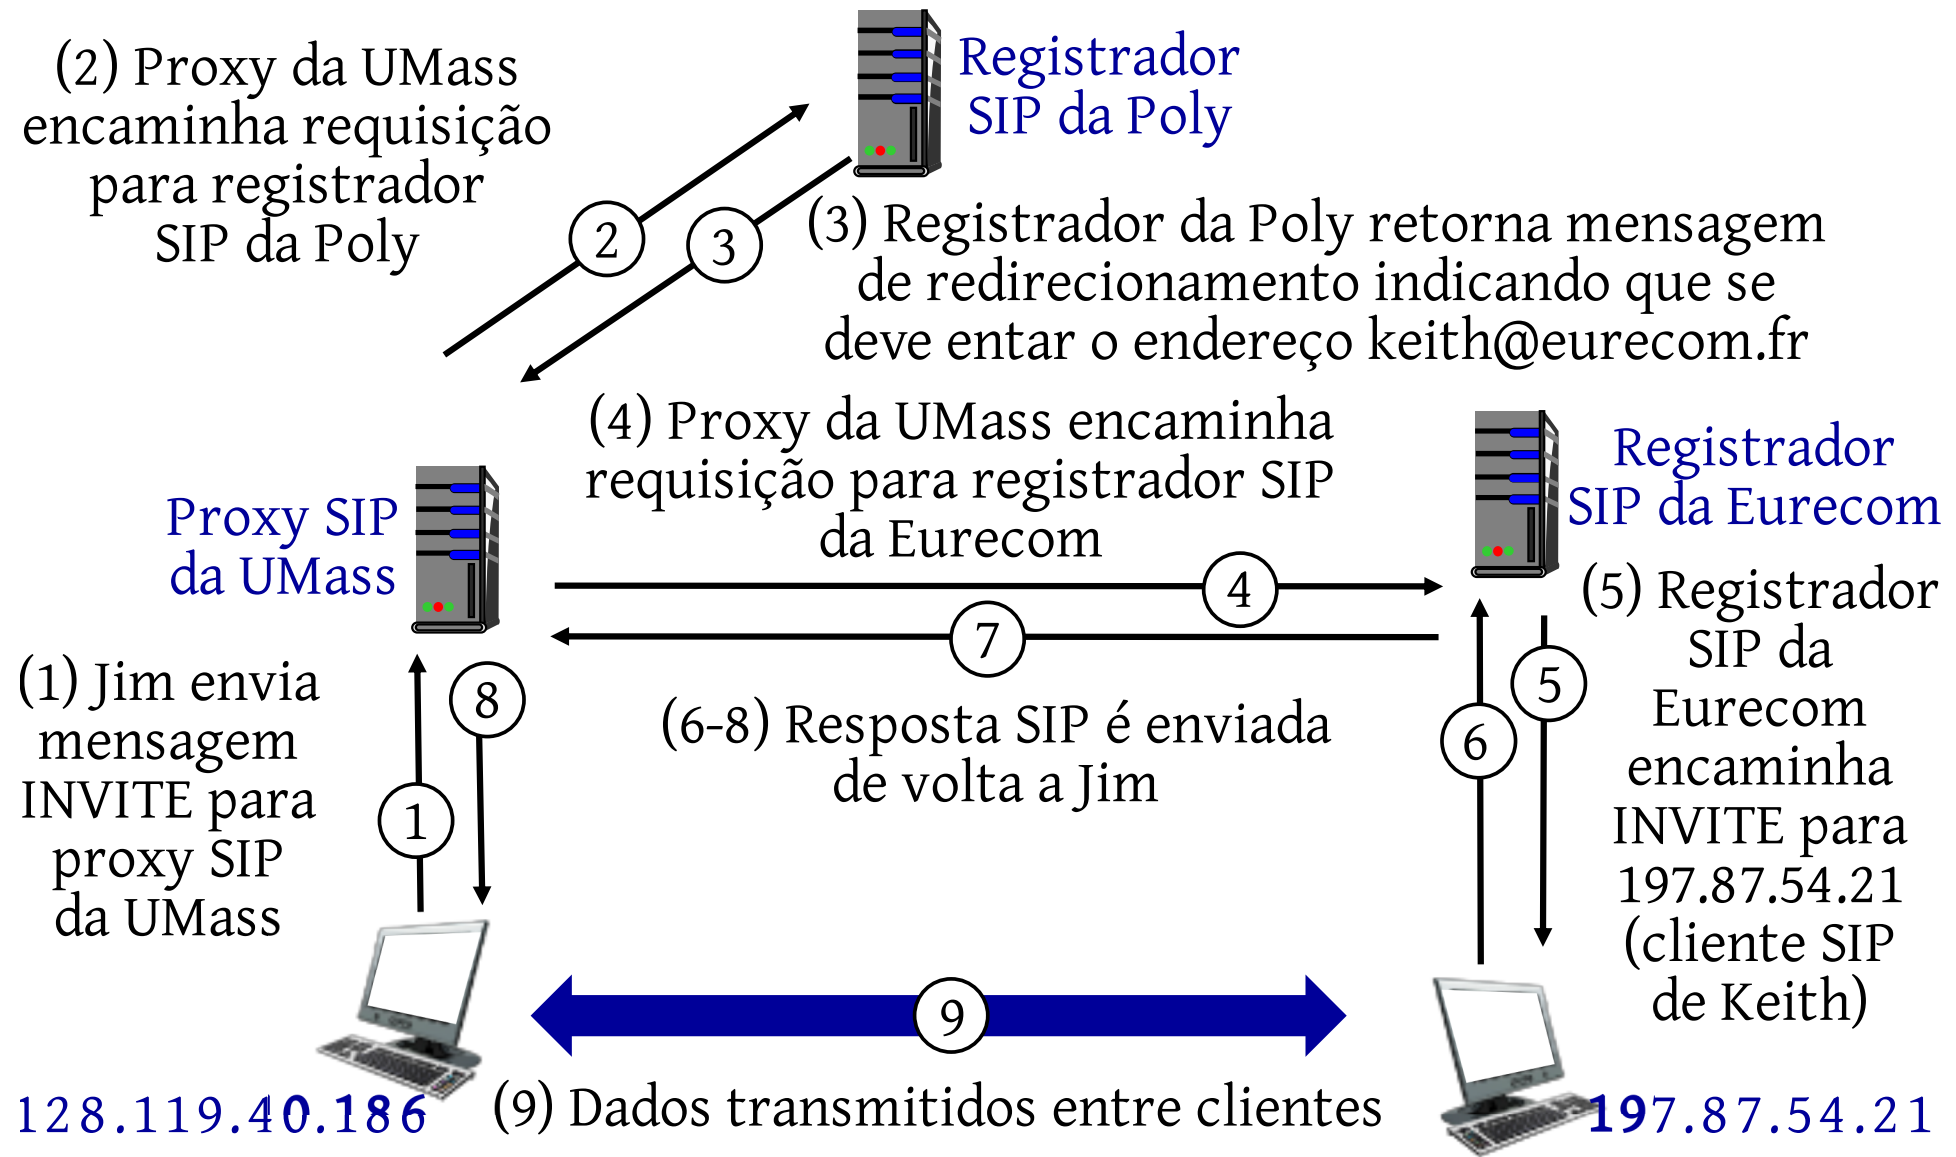 (2) Proxy da UMass
encaminha requisição
para registrador
SIP da Poly
Registrador
SIP da Poly
2
3
(3) Registrador da Poly retorna mensagem
de redirecionamento indicando que se
deve entar o endereço keith@eurecom.fr
(4) Proxy da UMass encaminha
requisição para registrador SIP
da Eurecom
Registrador
SIP da Eurecom
Proxy SIP
da UMass
4
7
(5) Registrador
SIP da
Eurecom
encaminha
INVITE para
197.87.54.21
(cliente SIP
de Keith)
5
6
(1) Jim envia
mensagem
INVITE para
proxy SIP
da UMass
8
1
(6-8) Resposta SIP é enviada
de volta a Jim
9
128.119.40.186
(9) Dados transmitidos entre clientes
197.87.54.21